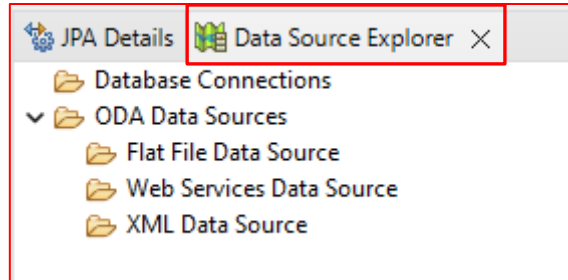 JPA Details Data Source Explorer
Database Connections
ODA Data Sources
Flat File Data Source
Web Services Data Source
XML Data Source